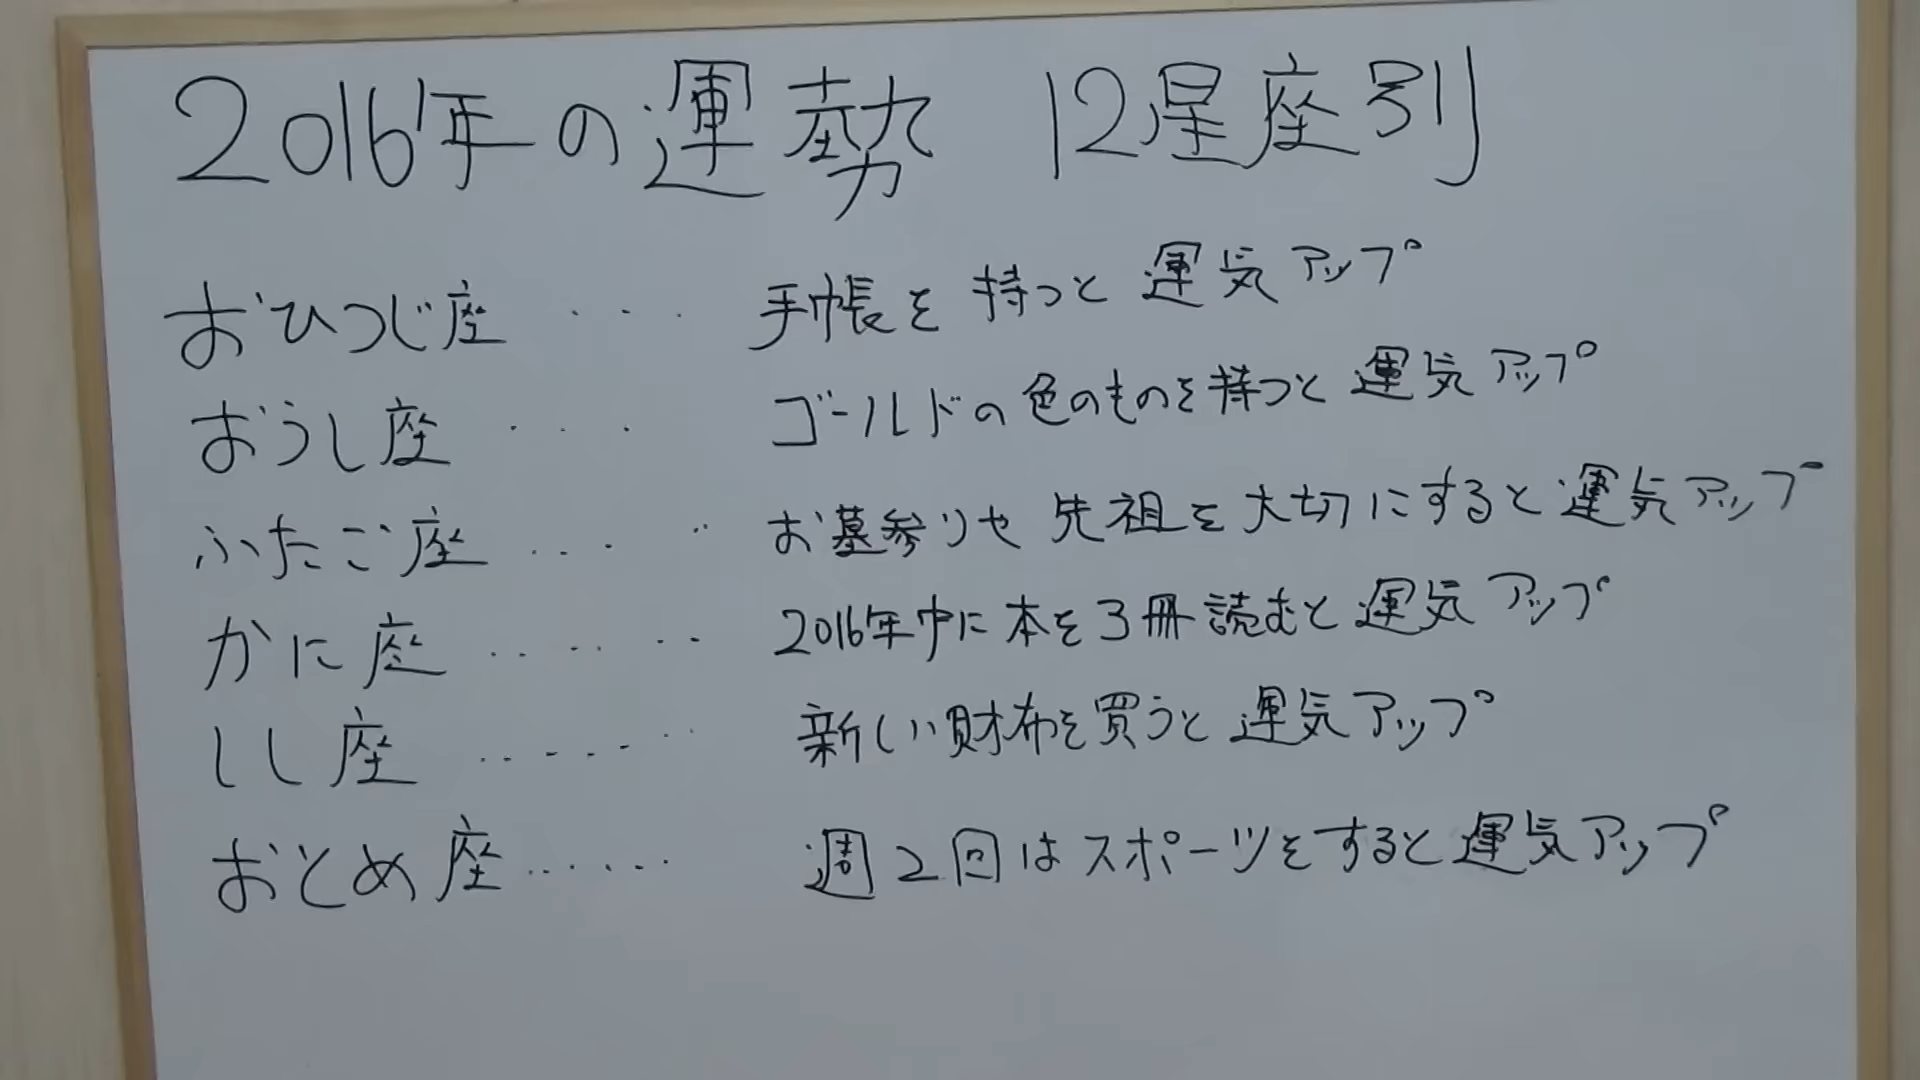 2016年の運勢 12星座別
おひつじ座 ・・・ 手帳を持つと運気アップ
おうし座 ・・・ ゴールドの色のものを持つと運気アップ
ふたご座 ・・・・ お墓参りや先祖を大切にすると運気アップ
かに座 ・・・・・・ 2016年中に本を3冊読むと運気アップ
しし座 ・・・・・・ 新しい財布を買うと運気アップ
おとめ座 ・・・・・ 週2回はスポーツをすると運気アップ